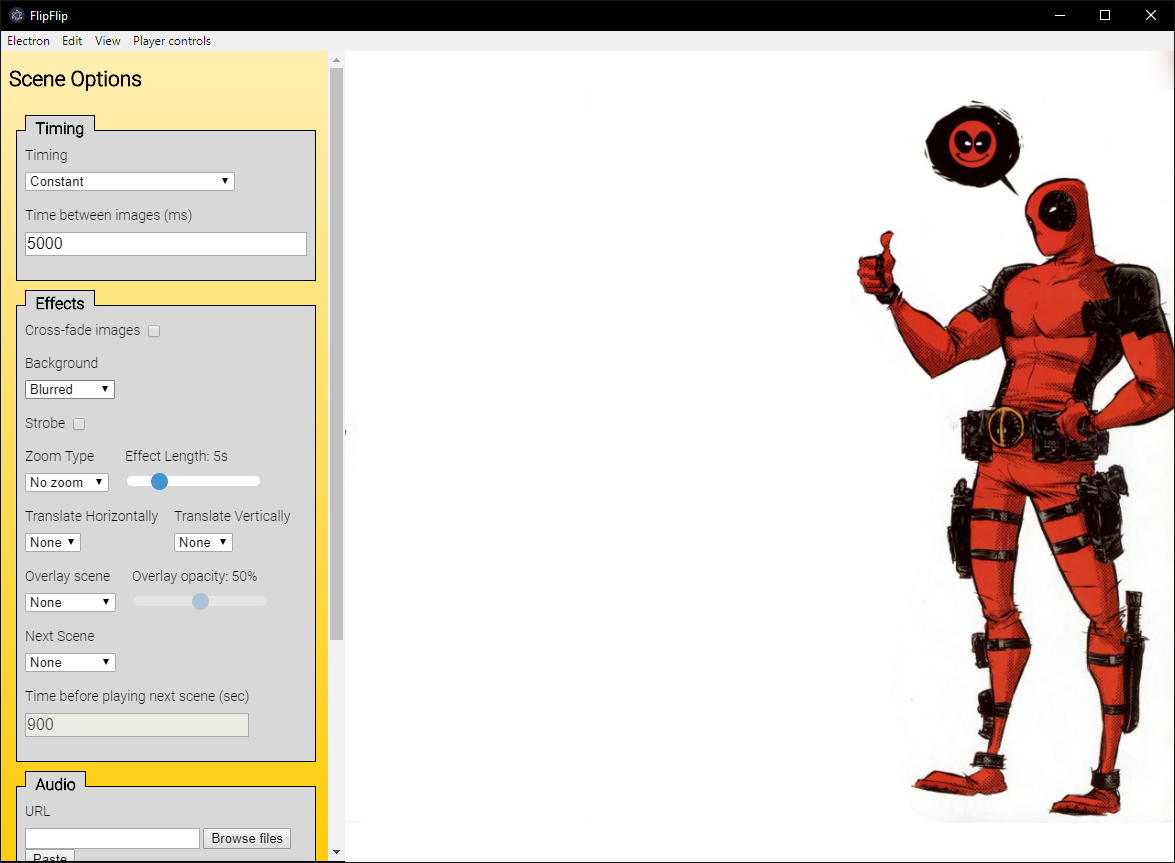 FlipFlip
Electron Edit View Player controls
Scene Options
Timing
Timing
Constant
Time between images (ms)
5000
Effects
Cross-fade images
Background
Blurred
Strobe
Zoom Type Effect Length: 5s
No zoom
Translate Horizontally Translate Vertically
None None
Overlay scene Overlay opacity: 50%
None
Next Scene
None
Time before playing next scene (sec)
900
Audio
URL
Browse files
Paste